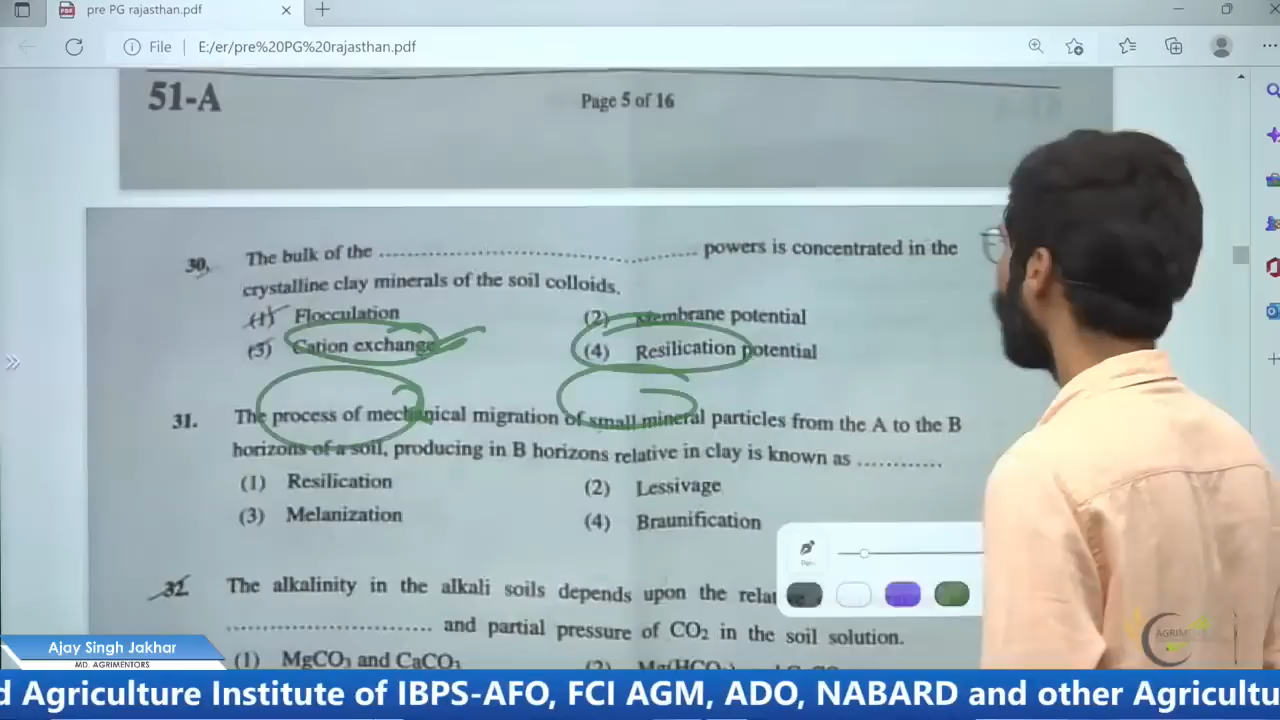 pre PG rajasthan.pdf
File
E:/er/pre%20PG%20rajasthan.pdf
51-A
Page 5 of 16
30. The bulk of the ........................................................ powers is concentrated in the
crystalline clay minerals of the soil colloids.
(1) Flocculation
(2) Membrane potential
(3) Cation exchange
(4) Resilication potential
31. The process of mechanical migration of small mineral particles from the A to the B
horizons of a soil, producing in B horizons relative in clay is known as ............
(1) Resilication
(2) Lessivage
(3) Melanization
(4) Braunification
32. The alkalinity in the alkali soils depends upon the
............................. and partial pressure of CO₂ in the soil solution.
(1) MgCO₃ and CaCO₃
(2)
Ajay Singh Jakhar
MD. AGRIMENTORS
d Agriculture Institute of IBPS-AFO, FCI AGM, ADO, NABARD and other Agricultu